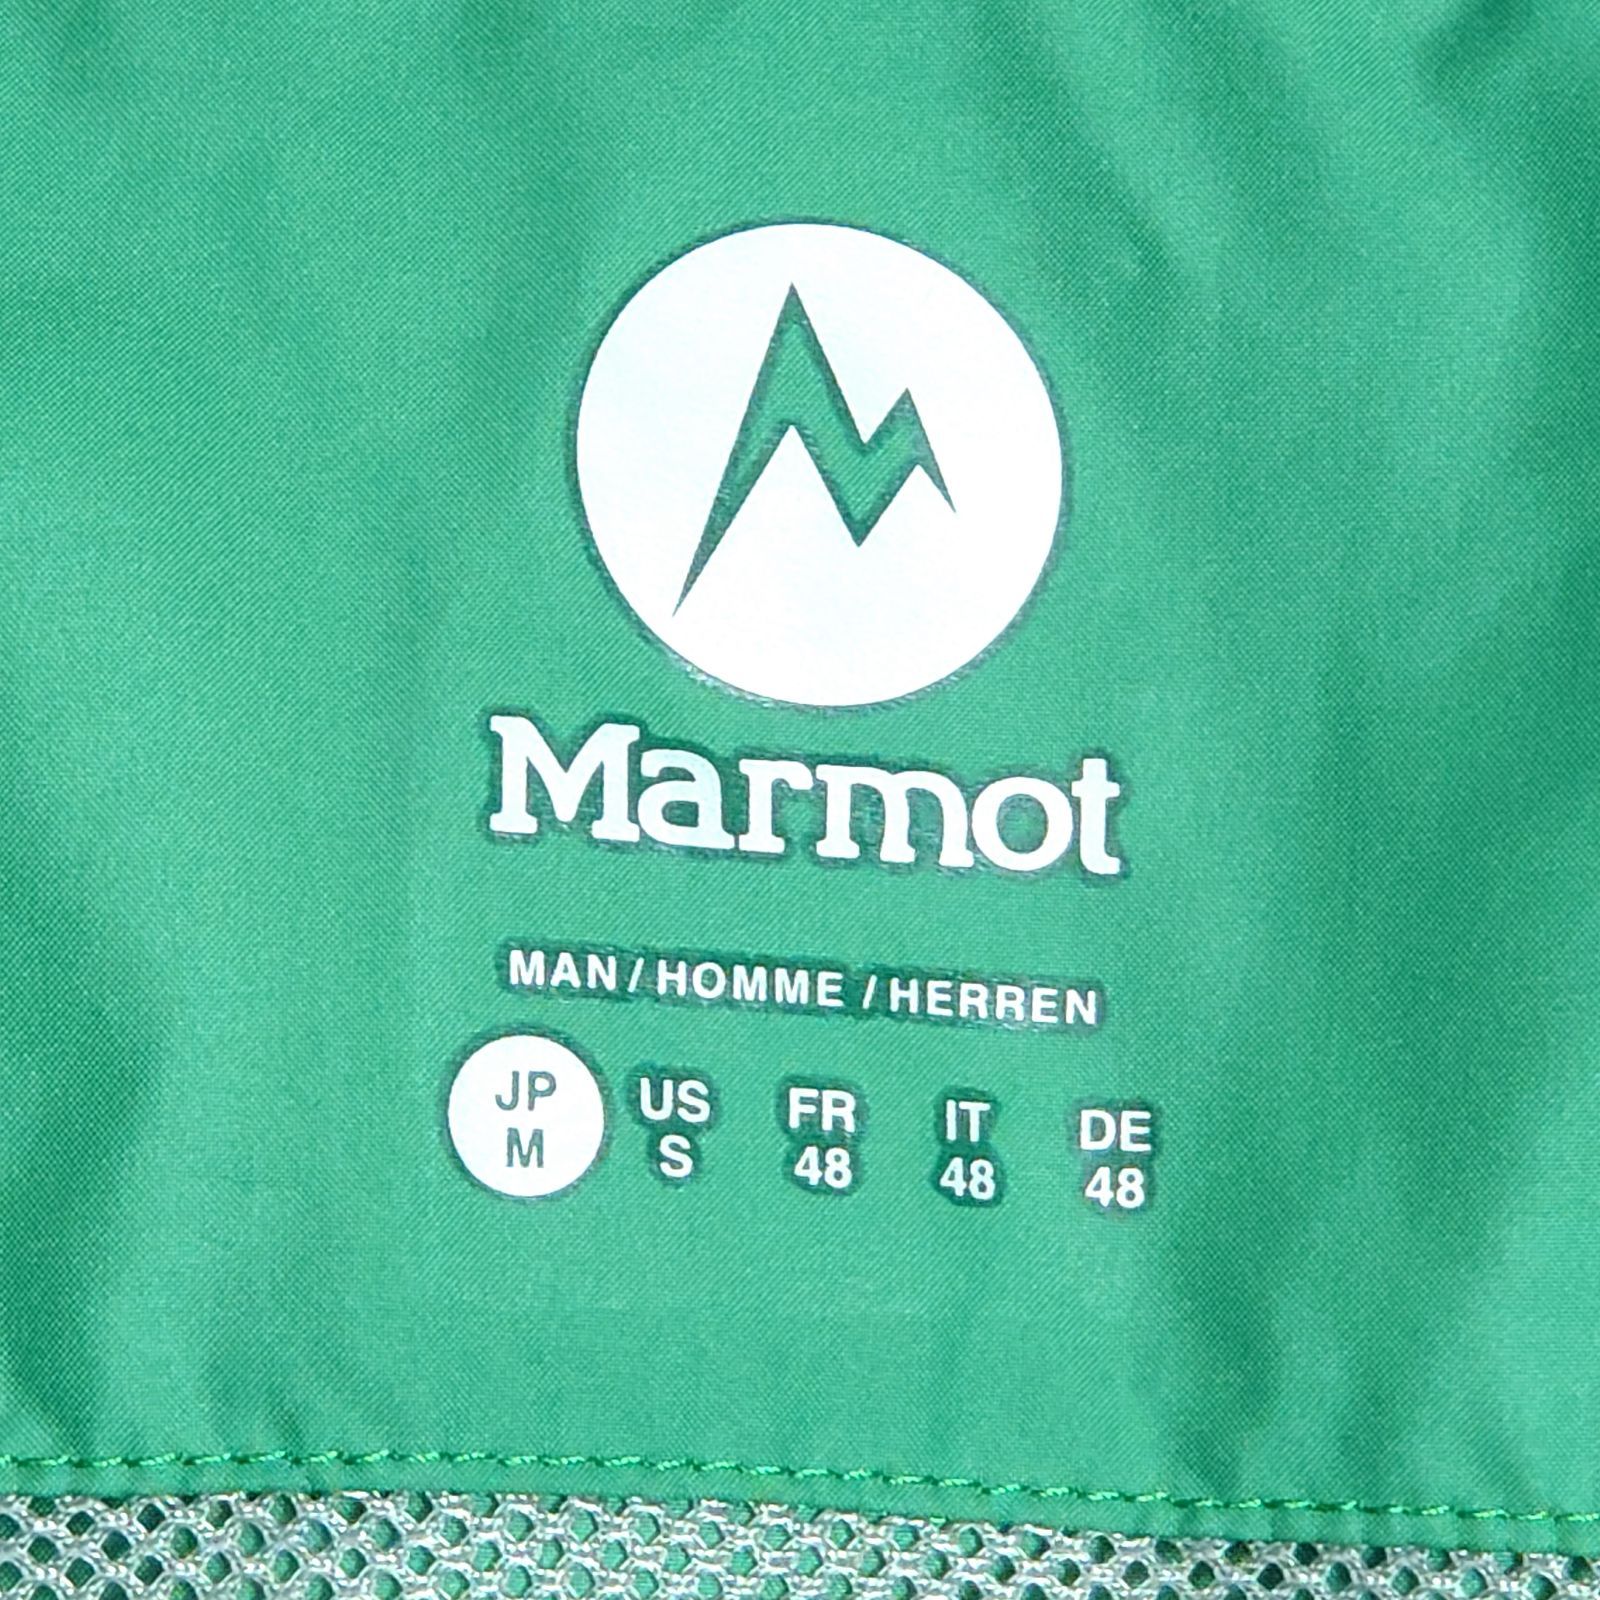 Marmot
MAN / HOMME / HERREN
JP US FR IT DE
M S 48 48 48